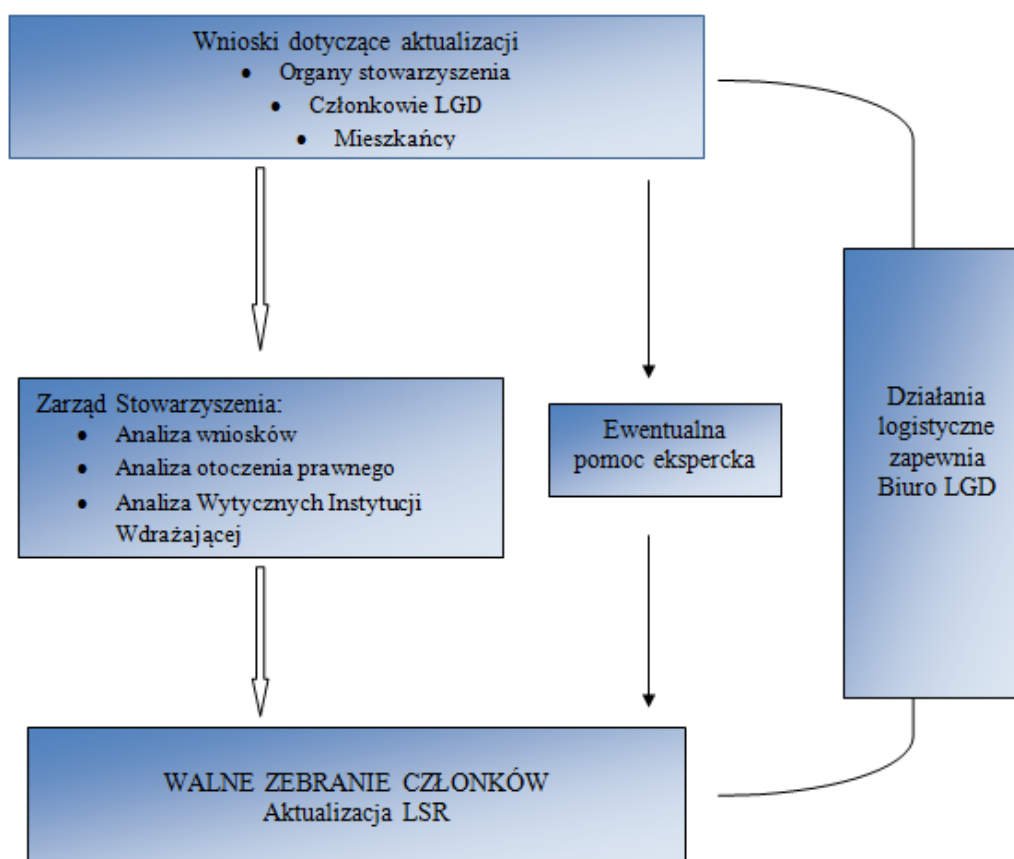 Wnioski dotyczące aktualizacji
• Organy stowarzyszenia
• Członkowie LGD
• Mieszkańcy
Zarząd Stowarzyszenia:
• Analiza wniosków
• Analiza otoczenia prawnego
• Analiza Wytycznych Instytucji
Wdrażającej
Ewentualna
pomoc ekspercka
Działania
logistyczne
zapewnia
Biuro LGD
WALNE ZEBRANIE CZŁONKÓW
Aktualizacja LSR